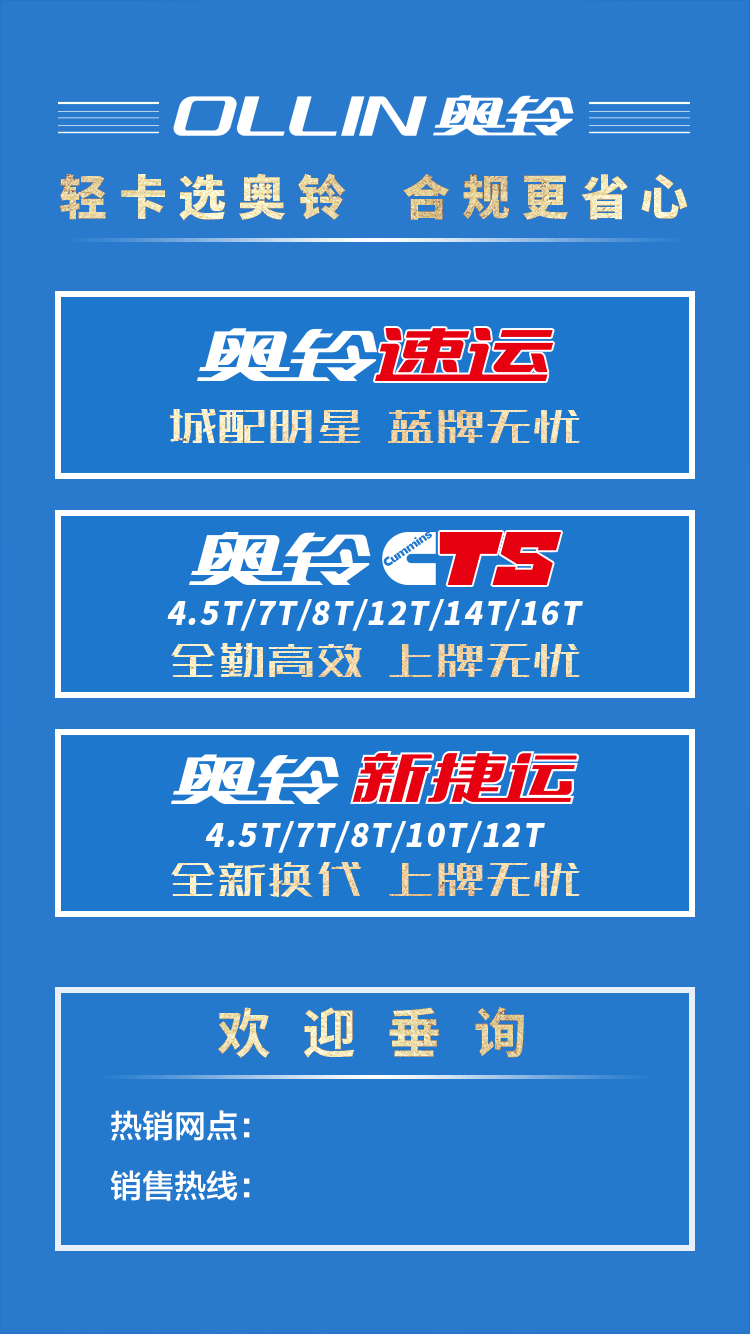 OLLIN 奥铃
轻卡选奥铃 合规更省心
奥铃速运
城配明星 蓝牌无忧
奥铃 Cummins CTS
4.5T/7T/8T/12T/14T/16T
全勤高效 上牌无忧
奥铃 新捷运
4.5T/7T/8T/10T/12T
全新换代 上牌无忧
欢迎垂询
热销网点：
销售热线：